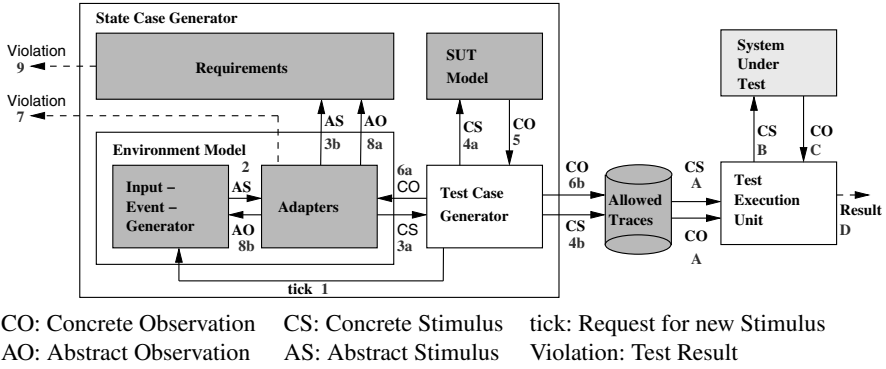 State Case Generator
Violation
9
Requirements
SUT
Model
System
Under
Test
Violation
7
AS
3b
AO
8a
CS
4a
CO
5
CS
B
CO
C
Environment Model
2
Input –
Event –
Generator
AS
AO
8b
Adapters
6a
CO
CS
3a
Test Case
Generator
CO
6b
CS
4b
Allowed
Traces
CS
A
CO
A
Test
Execution
Unit
Result
D
tick 1
CO: Concrete Observation CS: Concrete Stimulus tick: Request for new Stimulus
AO: Abstract Observation AS: Abstract Stimulus Violation: Test Result